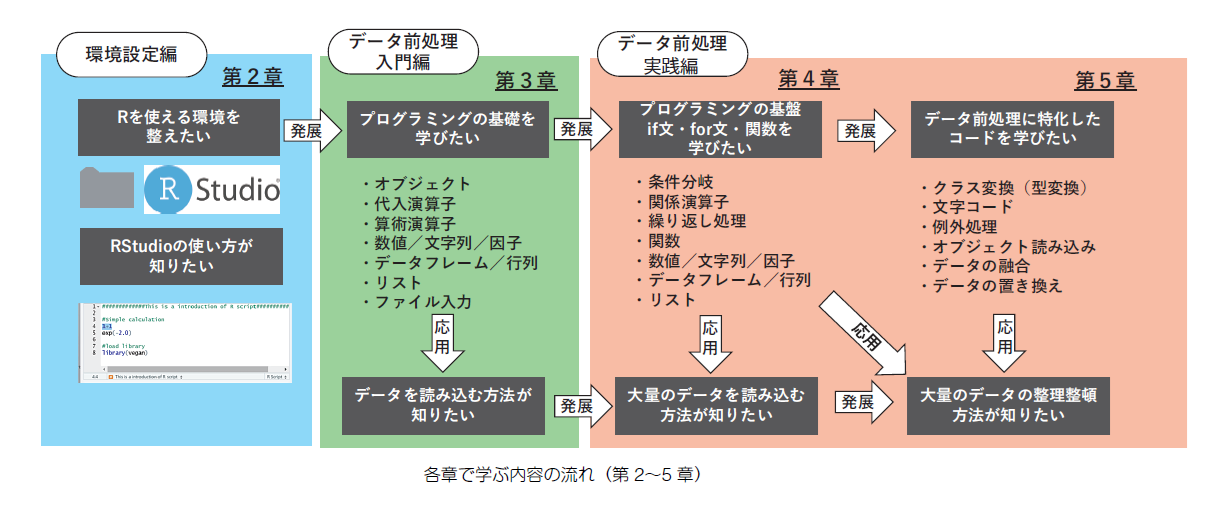 環境設定編
第2章
Rを使える環境を
整えたい
R Studio
RStudioの使い方が
知りたい
1 ############This is a introduction of R script#########
2
3 #Simple calculation
4 1-1
5 exp(-2.0)
6
7 #load library
8 library(vegan)
4:4 This is a introduction of R script
R Script
発展
データ前処理
入門編
第3章
プログラミングの基礎を
学びたい
・オブジェクト
・代入演算子
・算術演算子
・数値／文字列／因子
・データフレーム／行列
・リスト
・ファイル入力
応用
データを読み込む方法が
知りたい
発展
発展
データ前処理
実践編
第4章
プログラミングの基盤
if文・for文・関数を
学びたい
・条件分岐
・関係演算子
・繰り返し処理
・関数
・数値／文字列／因子
・データフレーム／行列
・リスト
応用
応用
大量のデータを読み込む
方法が知りたい
発展
発展
第5章
データ前処理に特化した
コードを学びたい
・クラス変換（型変換）
・文字コード
・例外処理
・オブジェクト読み込み
・データの融合
・データの置き換え
応用
大量のデータの整理整頓
方法が知りたい
各章で学ぶ内容の流れ（第2〜5章）